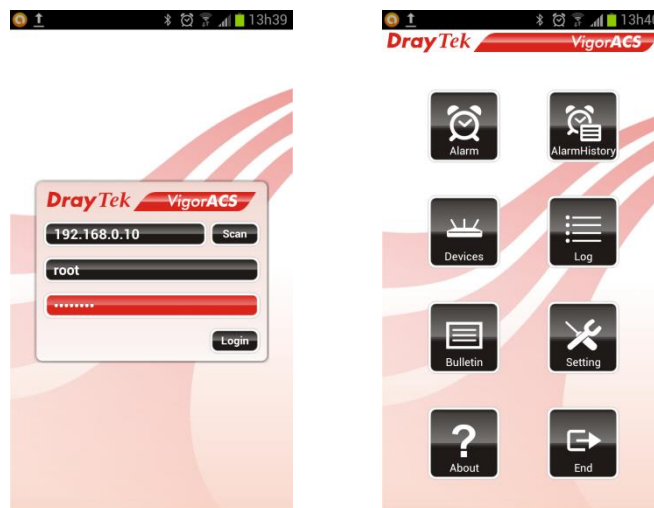 13h39
DrayTek VigorACS
192.168.0.10 Scan
root
••••••••
Login
13h40
DrayTek VigorACS
Alarm AlarmHistory
Devices Log
Bulletin Setting
? About End